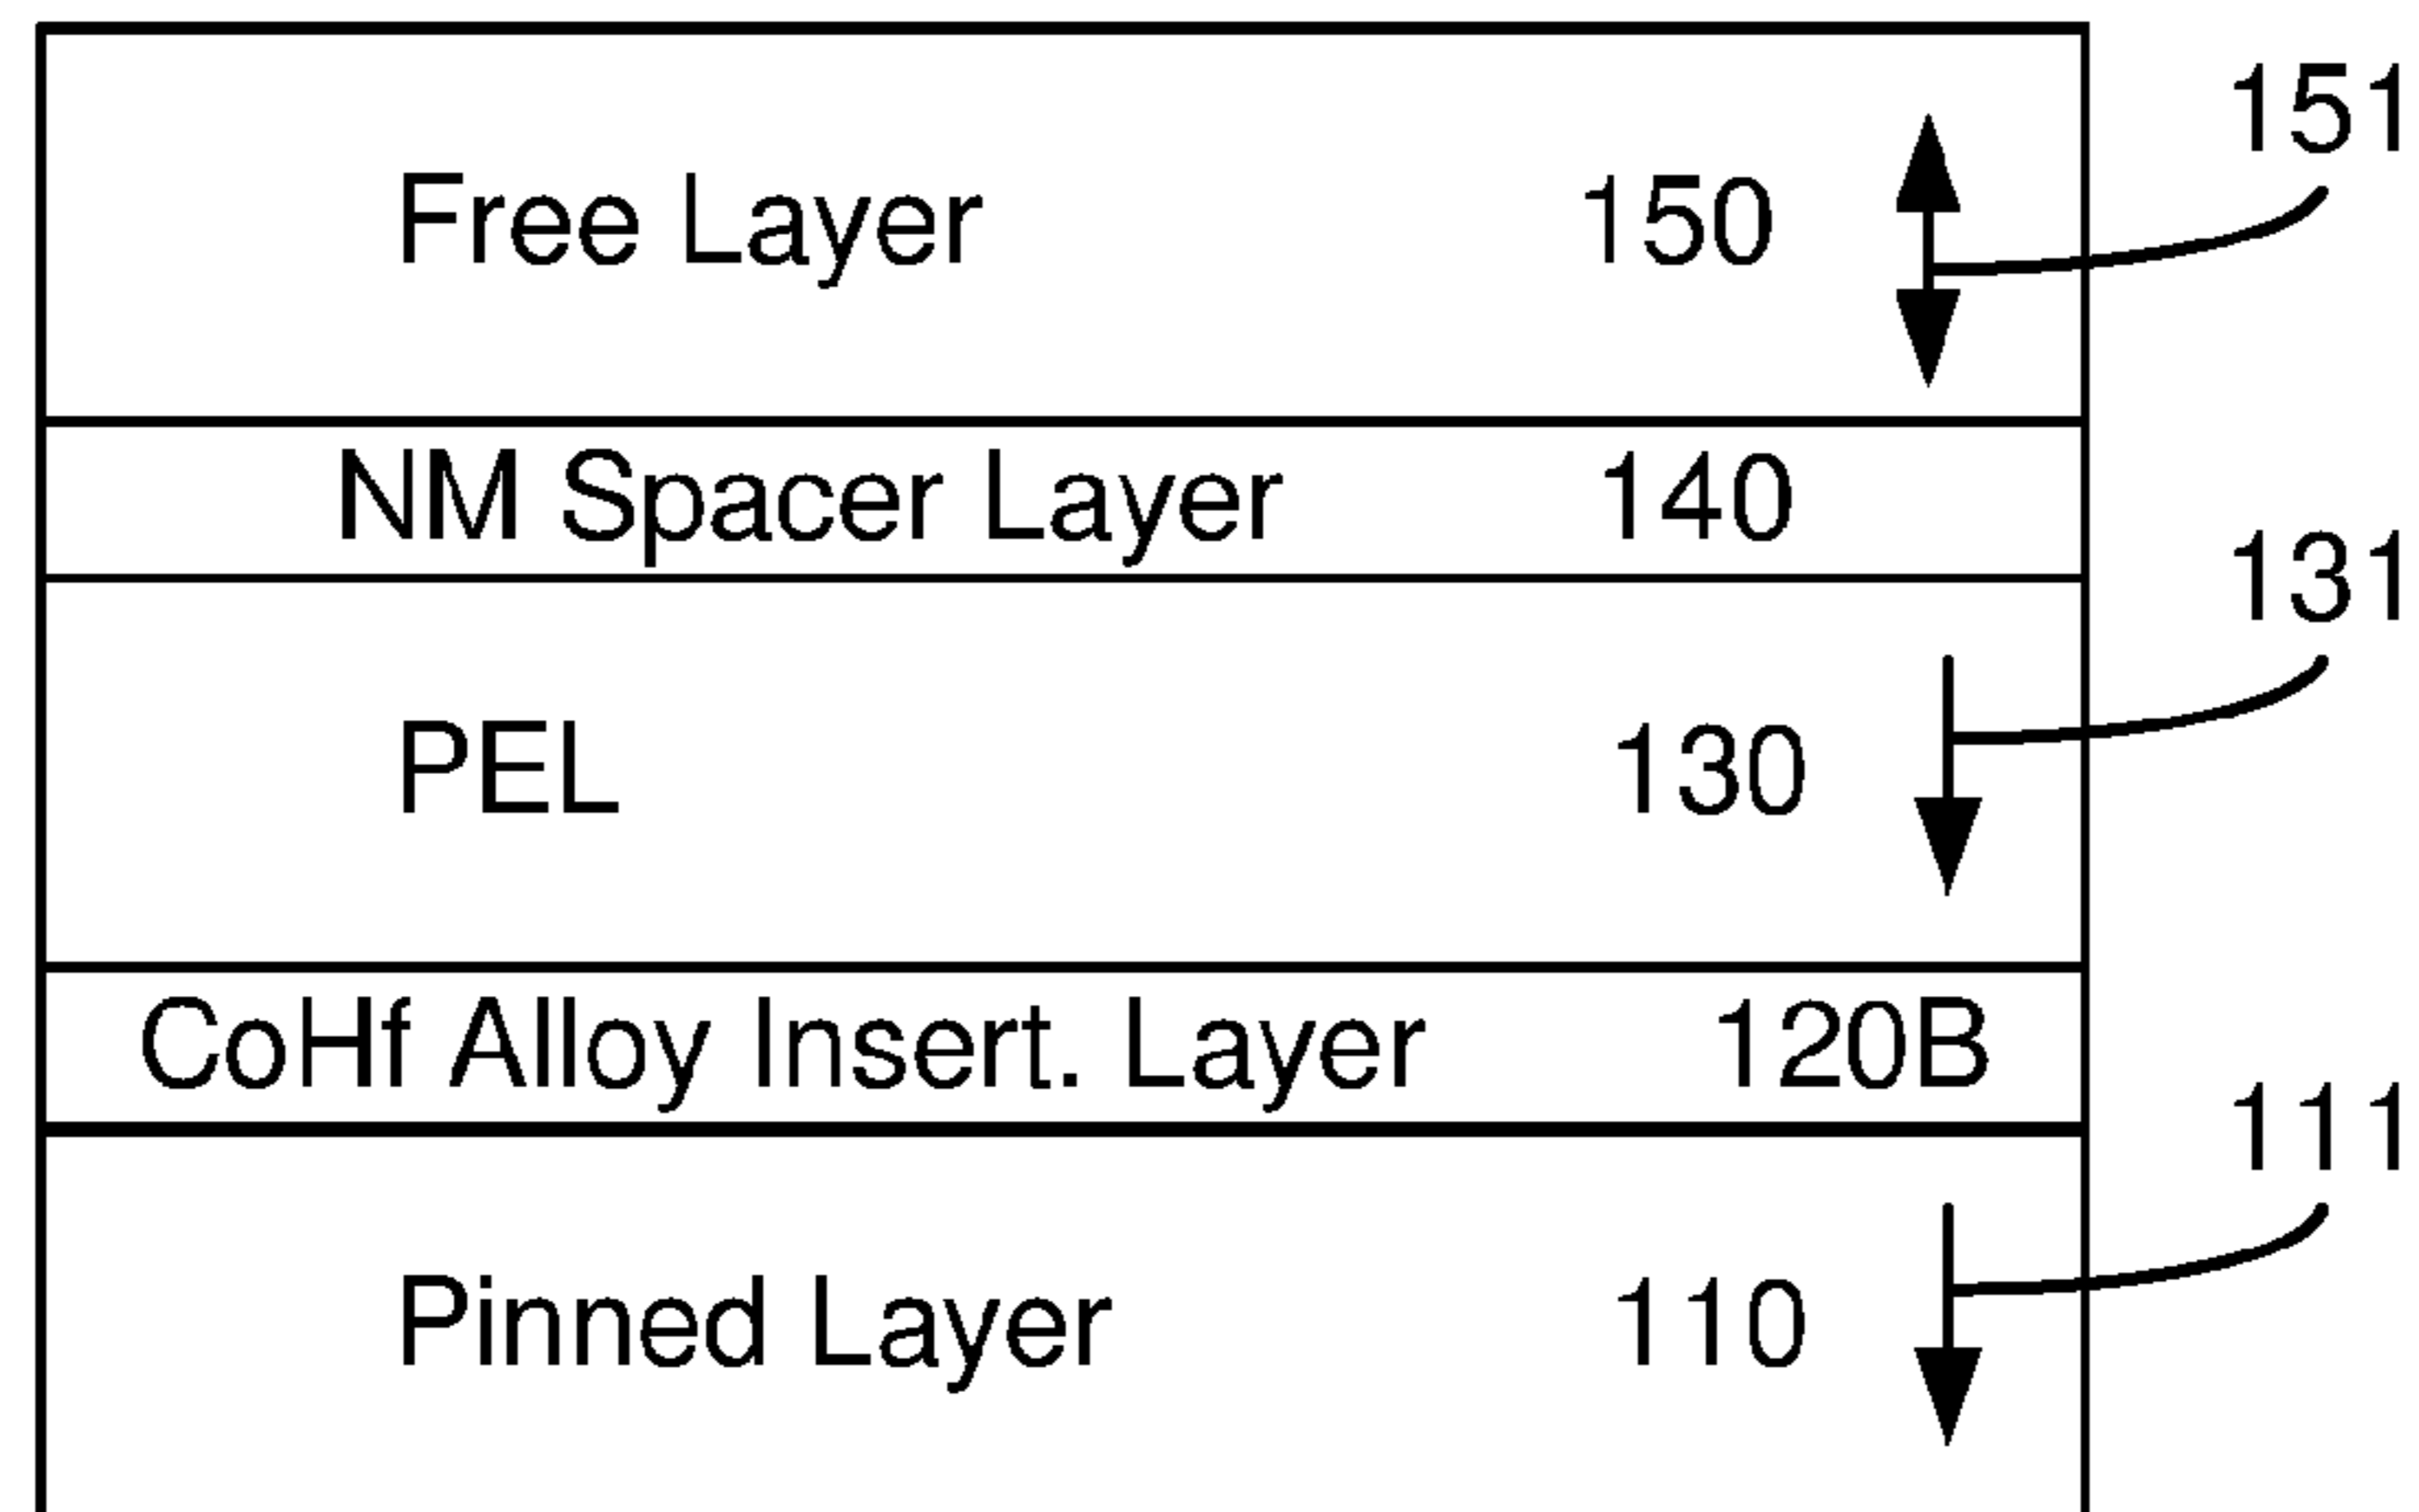 151
Free Layer 150
NM Spacer Layer 140
131
PEL 130
CoHf Alloy Insert. Layer 120B
111
Pinned Layer 110